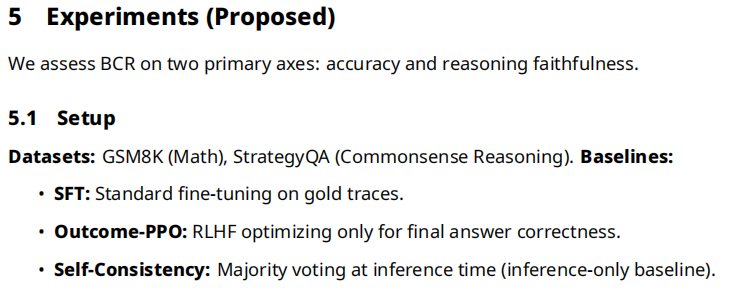 5 Experiments (Proposed)
We assess BCR on two primary axes: accuracy and reasoning faithfulness.
5.1 Setup
Datasets: GSM8K (Math), StrategyQA (Commonsense Reasoning). Baselines:
• SFT: Standard fine-tuning on gold traces.
• Outcome-PPO: RLHF optimizing only for final answer correctness.
• Self-Consistency: Majority voting at inference time (inference-only baseline).